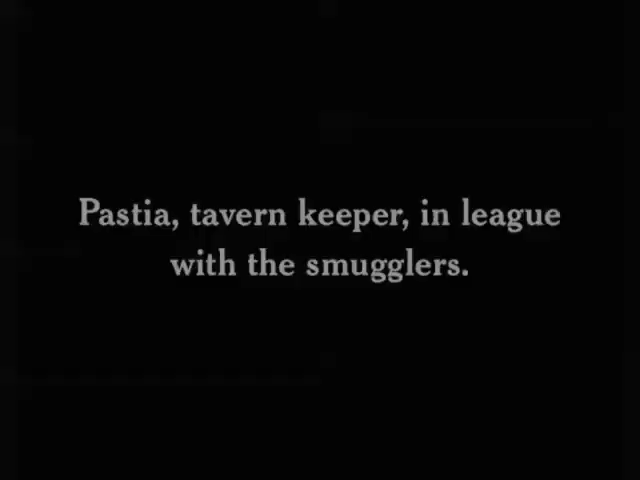 Pastia, tavern keeper, in league
with the smugglers.